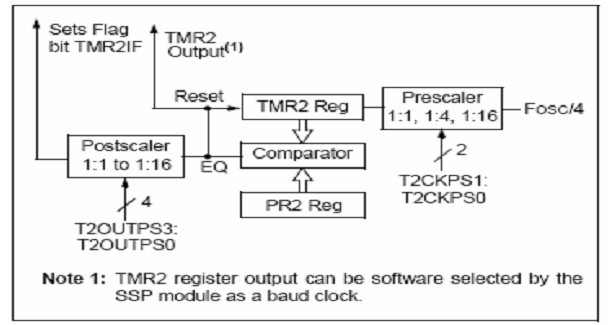 Sets Flag
bit TMR2IF
TMR2
Output(1)
Reset
TMR2 Reg
Prescaler
1:1, 1:4, 1:16
Fosc/4
Postscaler
1:1 to 1:16
EQ
Comparator
2
T2CKPS1:
T2CKPS0
4
PR2 Reg
T2OUTPS3:
T2OUTPS0
Note 1: TMR2 register output can be software selected by the
SSP module as a baud clock.